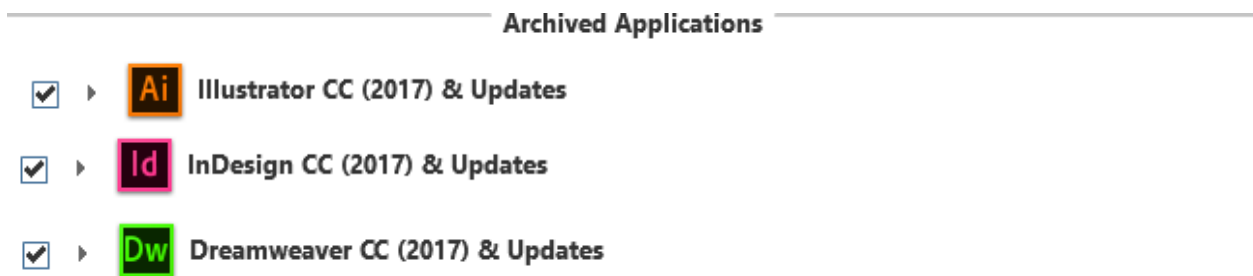 Archived Applications
Ai Illustrator CC (2017) & Updates
Id InDesign CC (2017) & Updates
Dw Dreamweaver CC (2017) & Updates